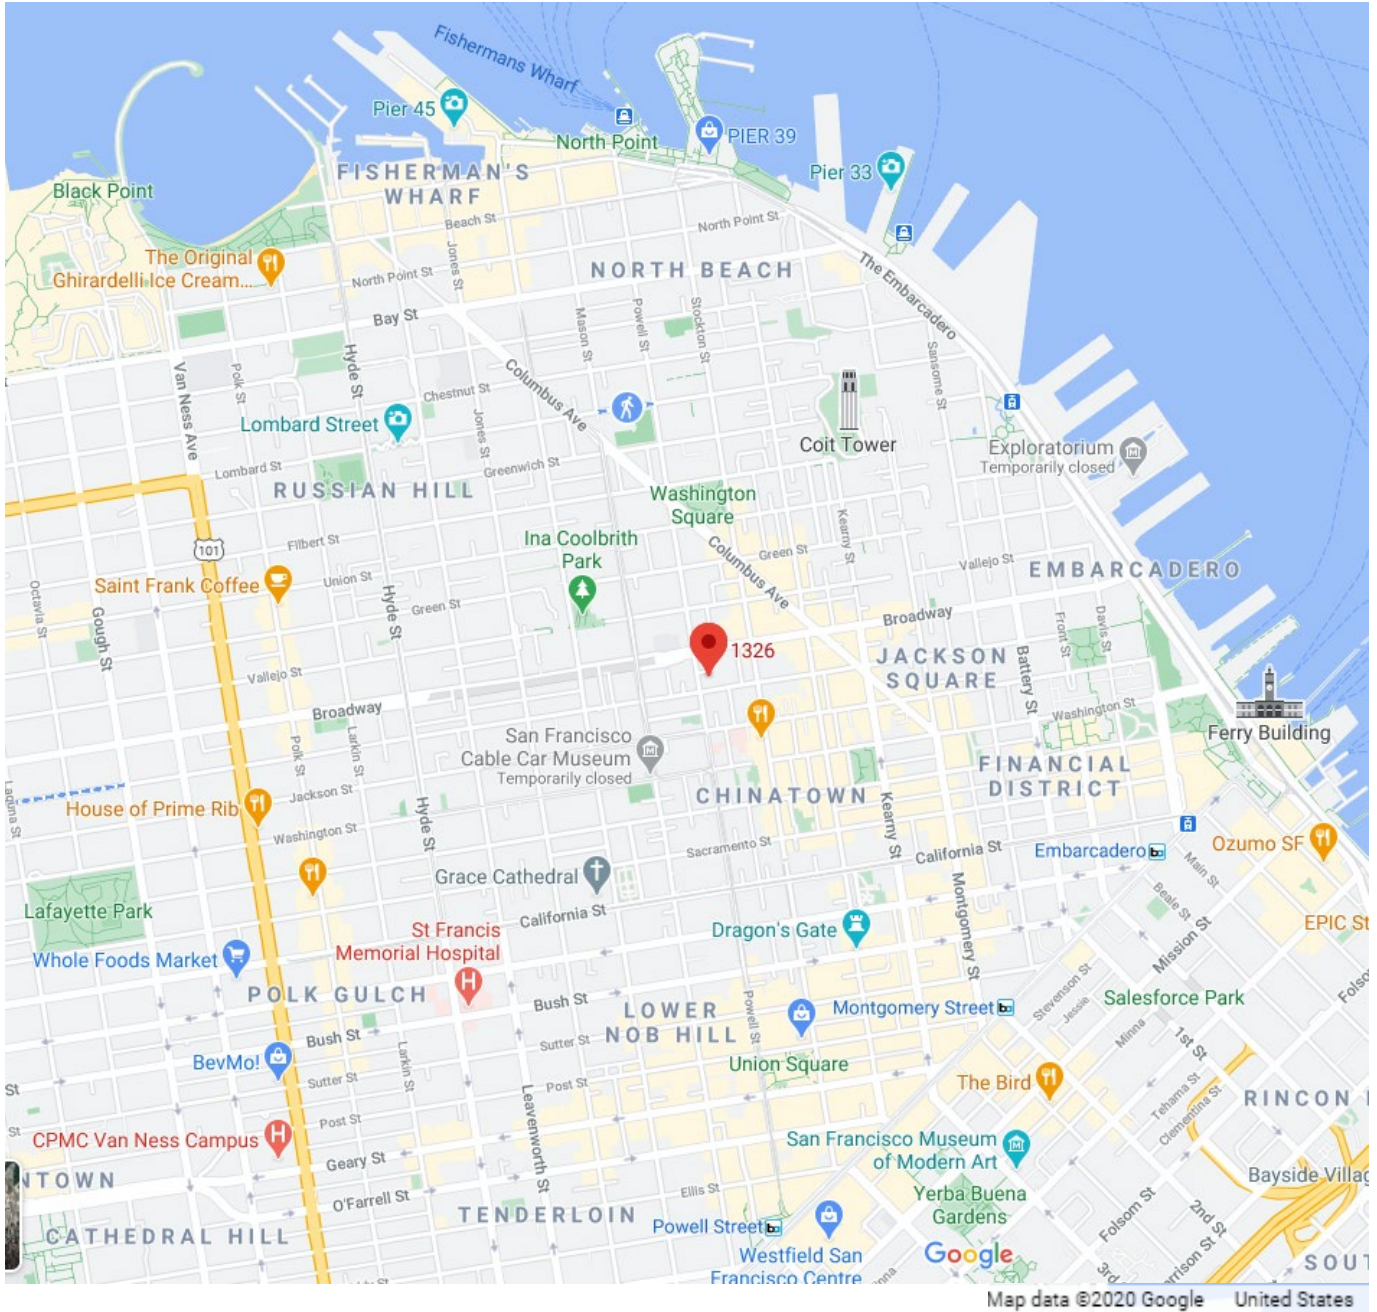 Fishermans Wharf
Pier 45
North Point
PIER 39
Pier 33
FISHERMAN'S
WHARF
Black Point
Beach St
North Point St
Jones St
The Original
Ghirardelli Ice Cream...
North Point St
NORTH BEACH
The Embarcadero
Bay St
Mason St
Powell St
Stockton St
Sansome St
Van Ness Ave
Polk St
Hyde St
Chestnut St
Columbus Ave
Lombard Street
Jones St
Coit Tower
Exploratorium
Temporarily closed
Lombard St
Greenwich St
RUSSIAN HILL
Washington
Square
Kearny St
101
Filbert St
Ina Coolbrith
Park
Columbus Ave
Green St
Vallejo St
EMBARCADERO
Saint Frank Coffee
Union St
Octavia St
Gough St
Hyde St
Green St
Broadway
Front St
Davis St
1326
JACKSON
SQUARE
Battery St
Vallejo St
Broadway
Washington St
Larkin St
Polk St
San Francisco
Cable Car Museum
Temporarily closed
Ferry Building
FINANCIAL
DISTRICT
CHINATOWN
Laguna St
House of Prime Rib
Jackson St
Washington St
Hyde St
Kearny St
Sacramento St
California St
Embarcadero
Ozumo SF
Main St
Grace Cathedral
Lafayette Park
California St
Montgomery St
Beale St
Mission St
EPIC St
St Francis
Memorial Hospital
Dragon's Gate
Whole Foods Market
POLK GULCH
Bush St
LOWER
NOB HILL
Powell St
Montgomery Street
Stevenson St
Jessie
Salesforce Park
Folso
Minna
1st St
Bush St
Sutter St
BevMo!
Larkin St
Union Square
St
Sutter St
Post St
Leavenworth St
The Bird
Tehama St
Clementina St
RINCON
St
Post St
CPMC Van Ness Campus
San Francisco Museum
of Modern Art
Geary St
Bayside Villag
NTOWN
O'Farrell St
Ellis St
Yerba Buena
Gardens
Folsom St
2nd St
TENDERLOIN
CATHEDRAL HILL
Powell Street
Westfield San
Francisco Centre
Google
3rd
rrison St
SOUT
Map data ©2020 Google United States